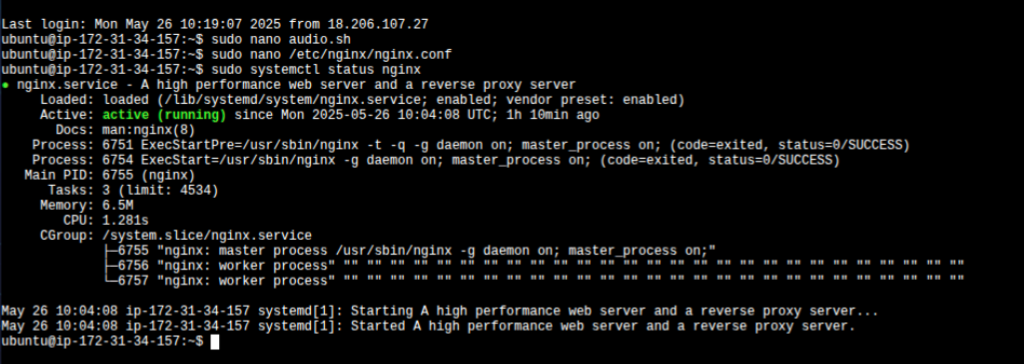 Last login: Mon May 26 10:19:07 2025 from 18.206.107.27
ubuntu@ip-172-31-34-157:~$ sudo nano audio.sh
ubuntu@ip-172-31-34-157:~$ sudo nano /etc/nginx/nginx.conf
ubuntu@ip-172-31-34-157:~$ sudo systemctl status nginx
● nginx.service - A high performance web server and a reverse proxy server
     Loaded: loaded (/lib/systemd/system/nginx.service; enabled; vendor preset: enabled)
     Active: active (running) since Mon 2025-05-26 10:04:08 UTC; 1h 10min ago
       Docs: man:nginx(8)
    Process: 6751 ExecStartPre=/usr/sbin/nginx -t -q -g daemon on; master_process on; (code=exited, status=0/SUCCESS)
    Process: 6754 ExecStart=/usr/sbin/nginx -g daemon on; master_process on; (code=exited, status=0/SUCCESS)
   Main PID: 6755 (nginx)
      Tasks: 3 (limit: 4534)
     Memory: 6.5M
        CPU: 1.281s
     CGroup: /system.slice/nginx.service
             ├─6755 "nginx: master process /usr/sbin/nginx -g daemon on; master_process on;"
             ├─6756 "nginx: worker process" "" "" "" "" "" "" "" "" "" "" "" "" "" "" "" "" "" "" "" "" "" "" "" "" "" "" ""
             └─6757 "nginx: worker process" "" "" "" "" "" "" "" "" "" "" "" "" "" "" "" "" "" "" "" "" "" "" "" "" "" "" ""

May 26 10:04:08 ip-172-31-34-157 systemd[1]: Starting A high performance web server and a reverse proxy server...
May 26 10:04:08 ip-172-31-34-157 systemd[1]: Started A high performance web server and a reverse proxy server.
ubuntu@ip-172-31-34-157:~$